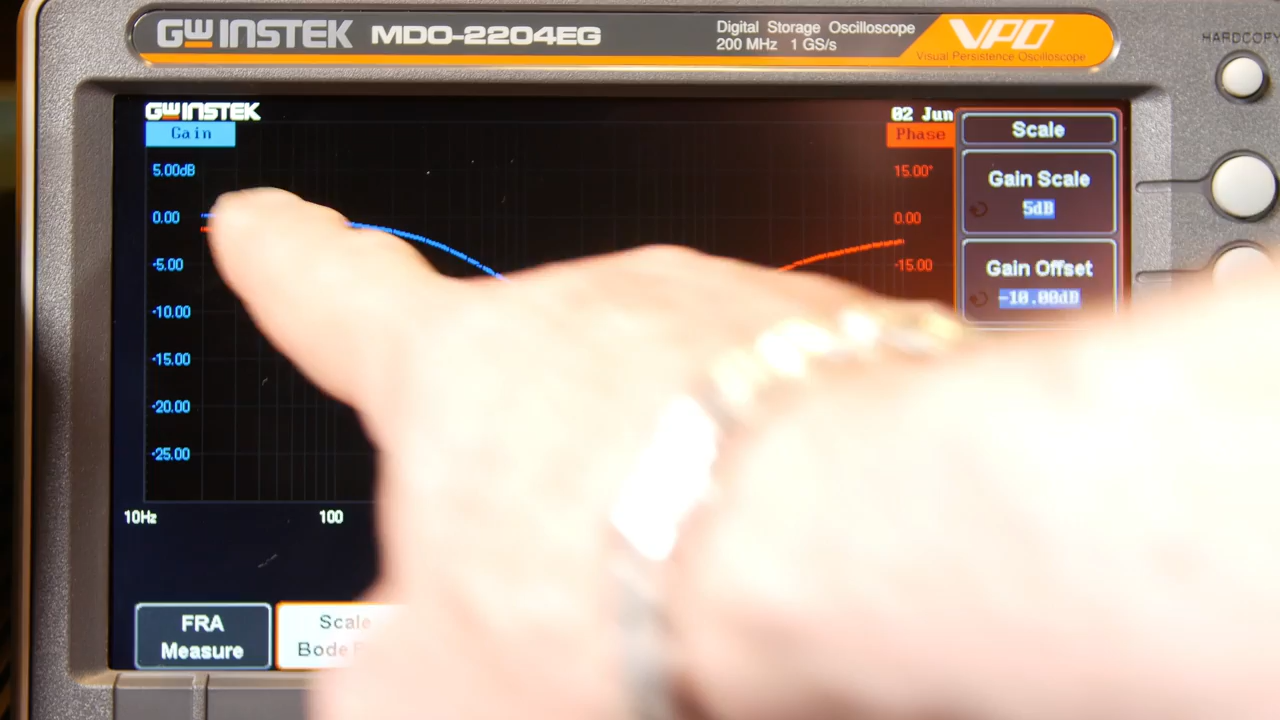 GW INSTEK MDO-2204EG
Digital Storage Oscilloscope
200 MHz 1 GS/s
VPO
Visual Persistence Oscilloscope
HARDCOPY
GW INSTEK
02 Jun
Gain
Phase
Scale
5.00dB
15.00°
Gain Scale
5dB
0.00
0.00
-5.00
-15.00
Gain Offset
-10.00dB
-10.00
-15.00
-20.00
-25.00
10Hz
100
FRA
Measure
Scale
Bode